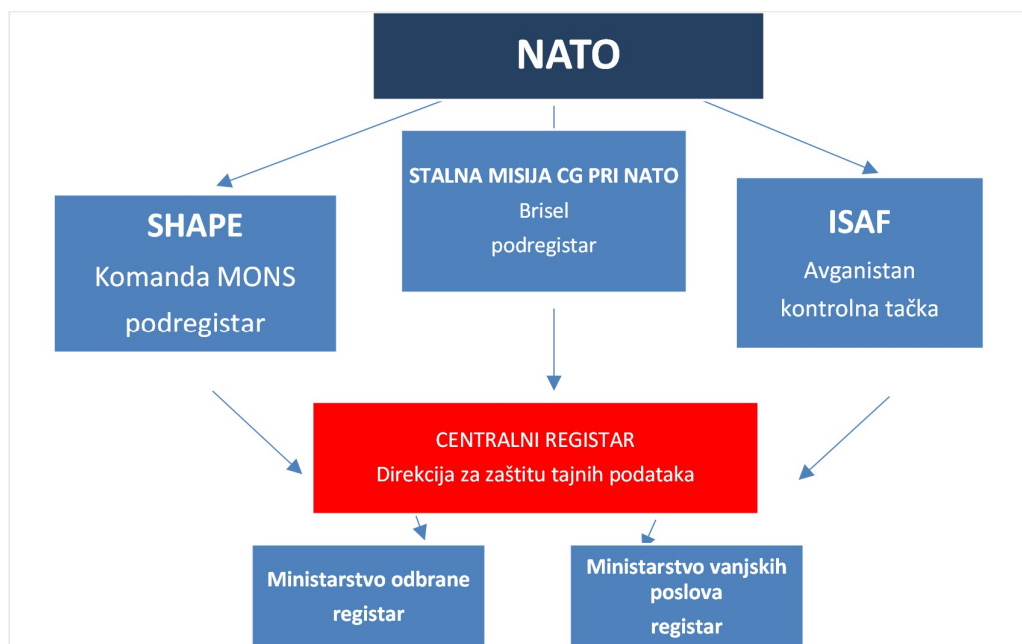 NATO
STALNA MISIJA CG PRI NATO
Brisel
podregistar
SHAPE
Komanda MONS
podregistar
ISAF
Avganistan
kontrolna tačka
CENTRALNI REGISTAR
Direkcija za zaštitu tajnih podataka
Ministarstvo odbrane
registar
Ministarstvo vanjskih
poslova
registar